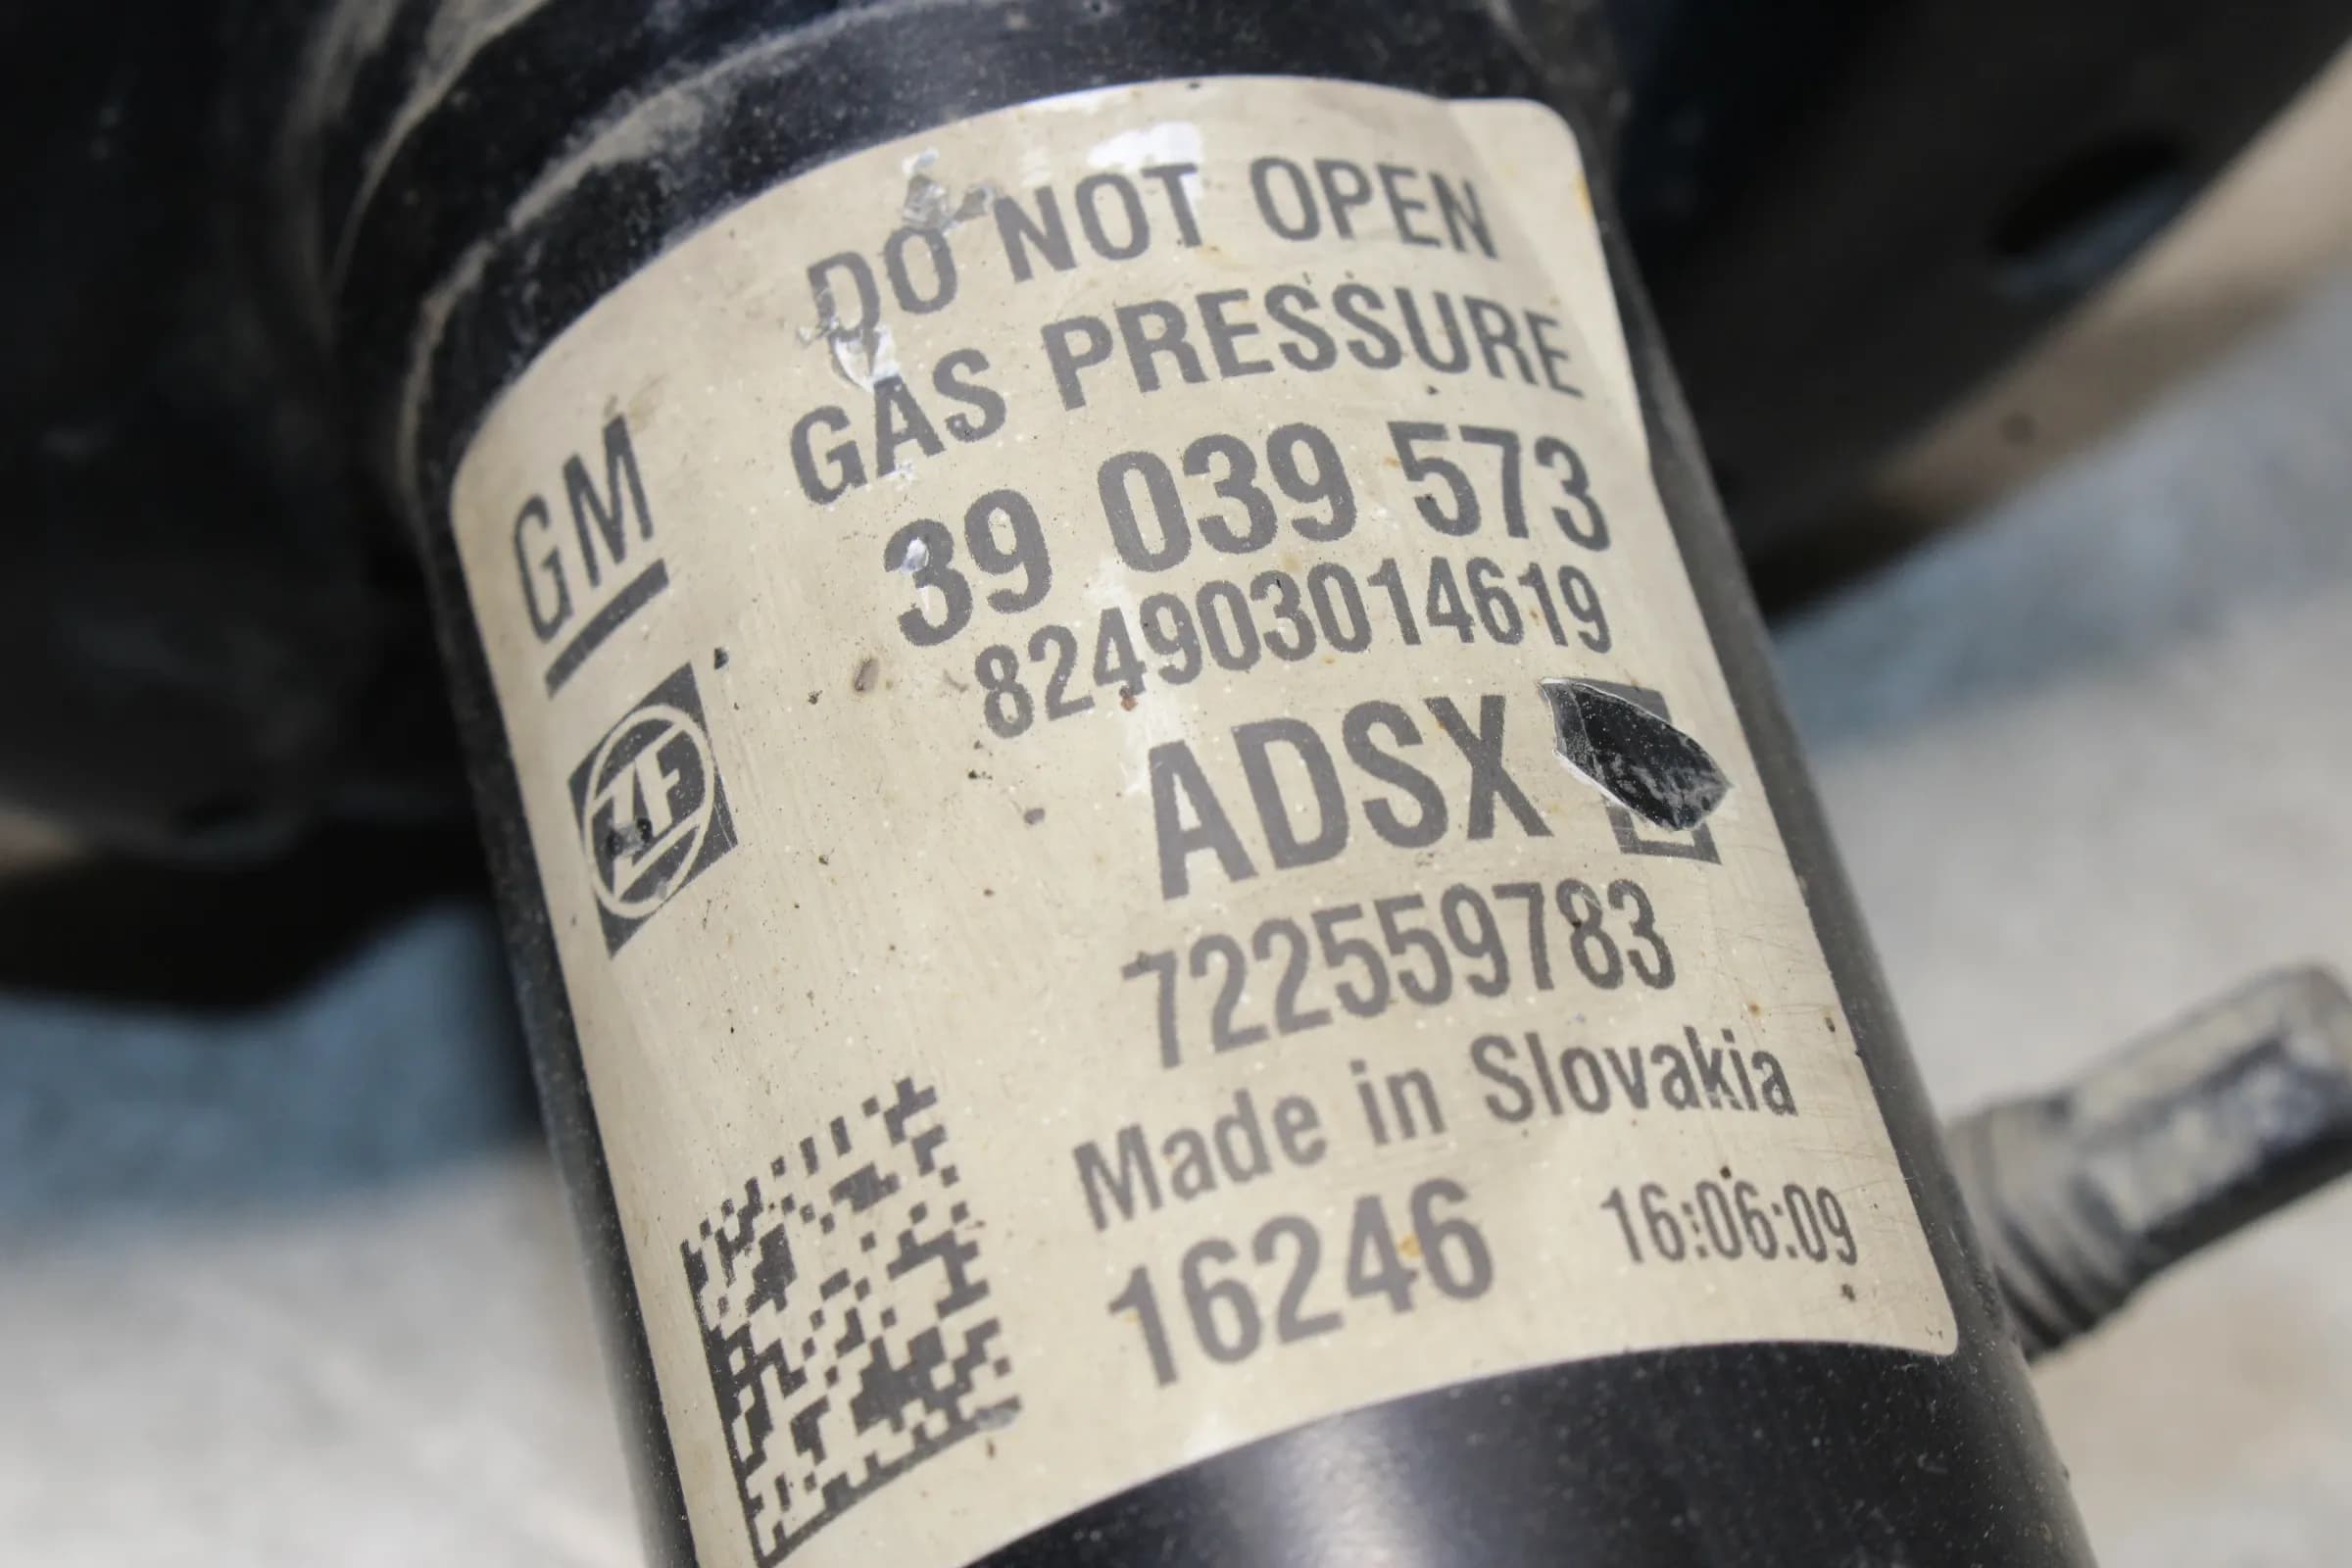 DO NOT OPEN
GAS PRESSURE
GM
39 039 573
824903014619
ZF
ADSX
722559783
Made in Slovakia
16246 16:06:09